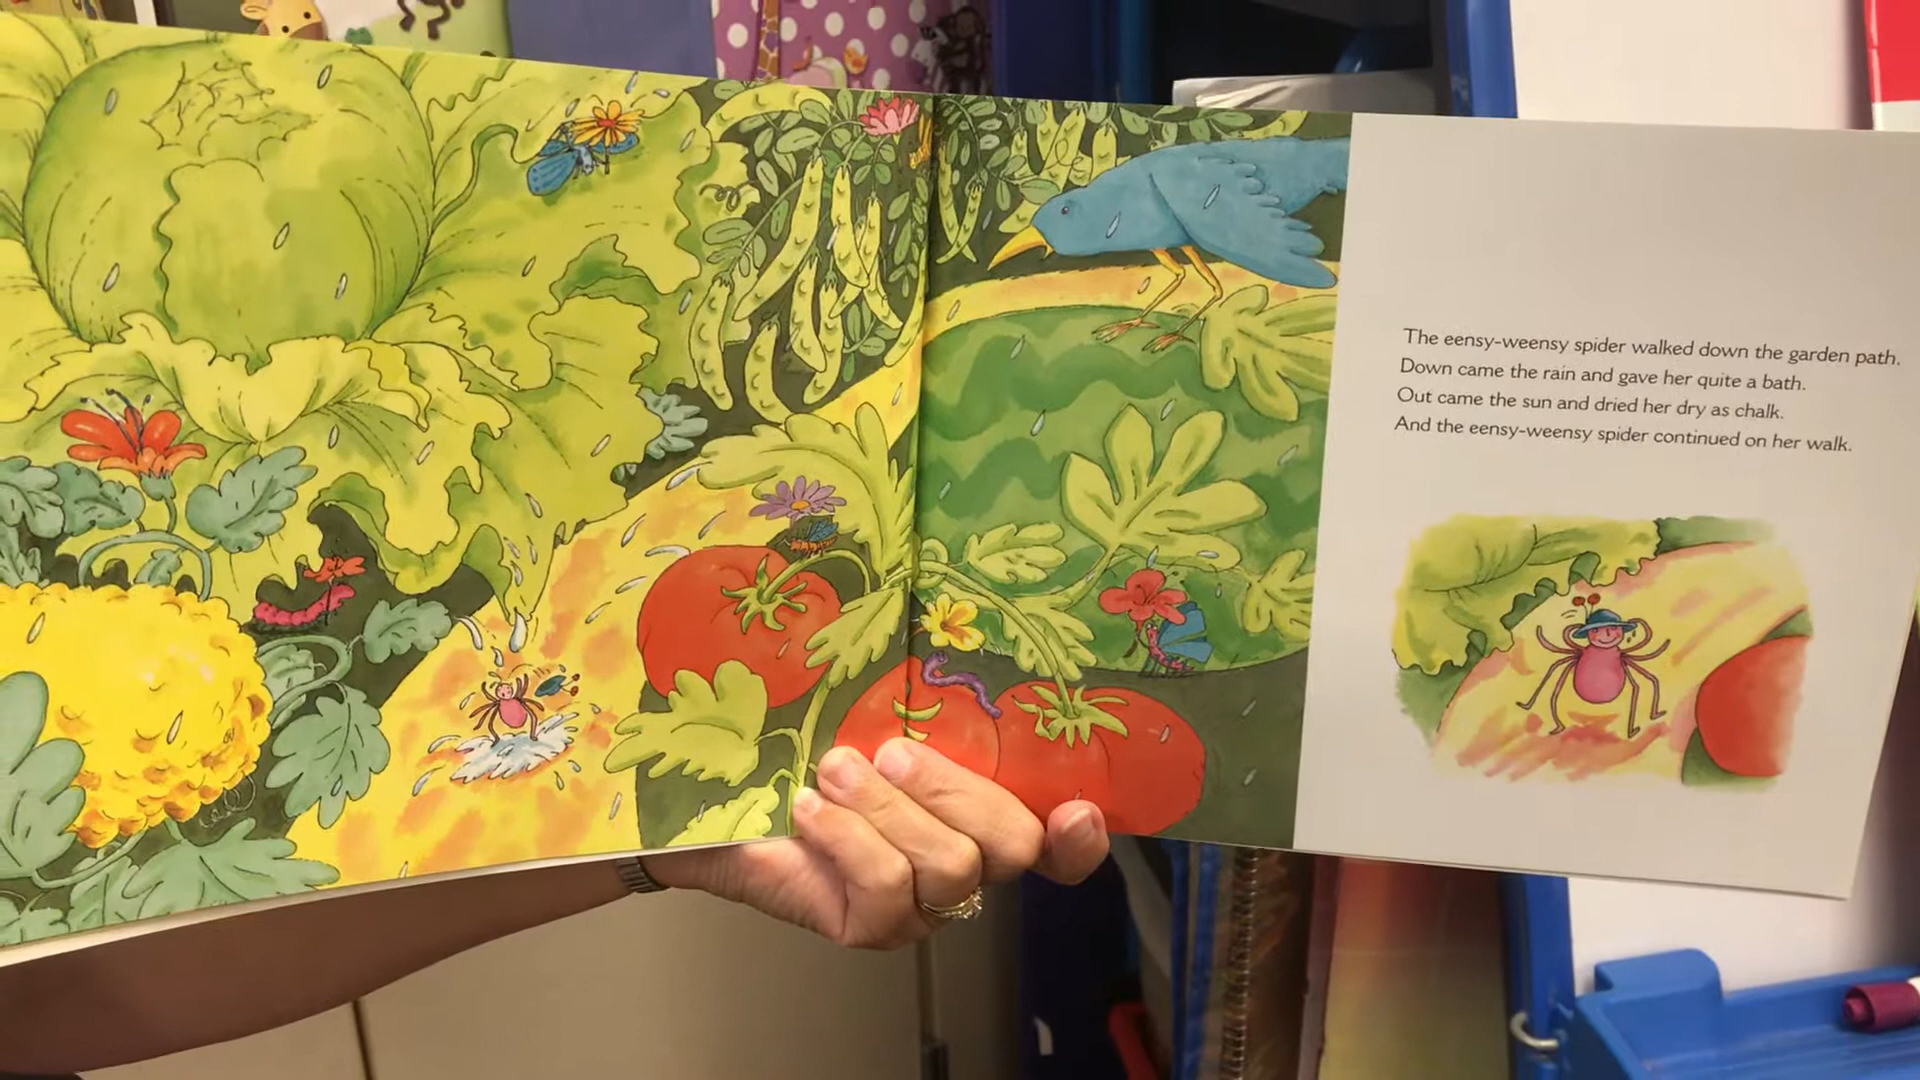 The eensy-weensy spider walked down the garden path.
Down came the rain and gave her quite a bath.
Out came the sun and dried her dry as chalk.
And the eensy-weensy spider continued on her walk.